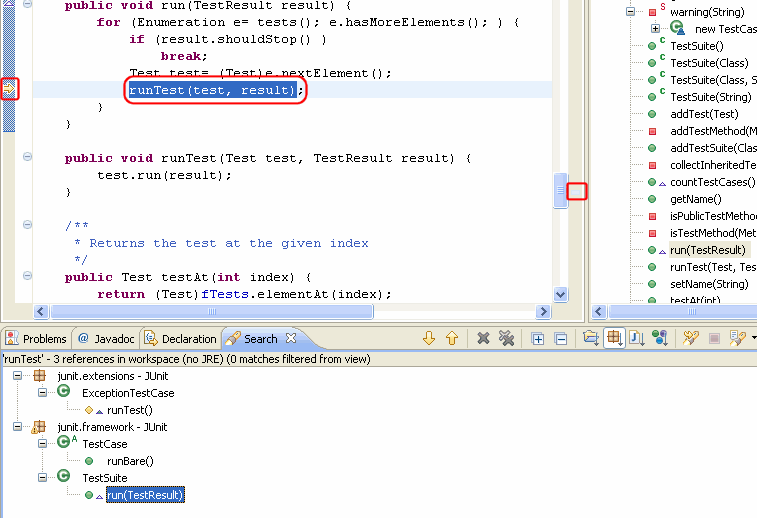 public void run(TestResult result) {
for (Enumeration e= tests(); e.hasMoreElements(); ) {
if (result.shouldStop() )
break;
Test test= (Test)e.nextElement();
runTest(test, result);
}
}
public void runTest(Test test, TestResult result) {
test.run(result);
}
/**
* Returns the test at the given index
*/
public Test testAt(int index) {
return (Test)fTests.elementAt(index);
S warning(String)
new TestCas
C TestSuite()
C TestSuite(Class)
C TestSuite(Class, S
C TestSuite(String)
addTest(Test)
addTestMethod(M
addTestSuite(Clas
collectInheritedTe
countTestCases()
getName()
isPublicTestMethod
isTestMethod(Met
run(TestResult)
runTest(Test, Tes
setName(String)
testAt(int)
Problems @ Javadoc Declaration Search
'runTest' - 3 references in workspace (no JRE) (0 matches filtered from view)
junit.extensions - JUnit
C ExceptionTestCase
runTest()
junit.framework - JUnit
C A TestCase
runBare()
C TestSuite
run(TestResult)